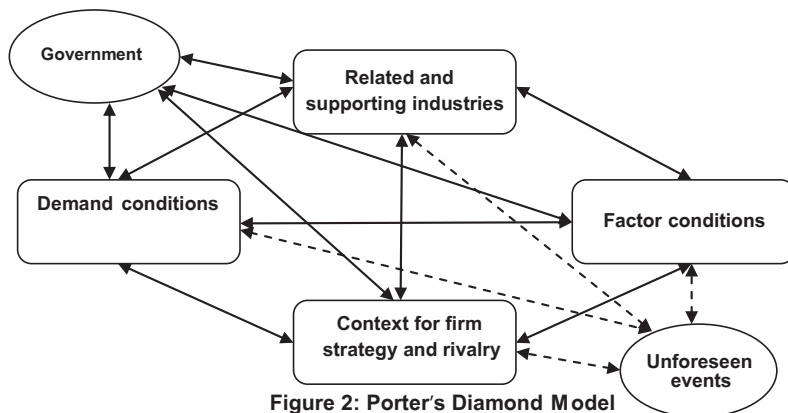 Government
Related and
supporting industries
Demand conditions
Factor conditions
Context for firm
strategy and rivalry
Unforeseen
events
Figure 2: Porter's Diamond Model